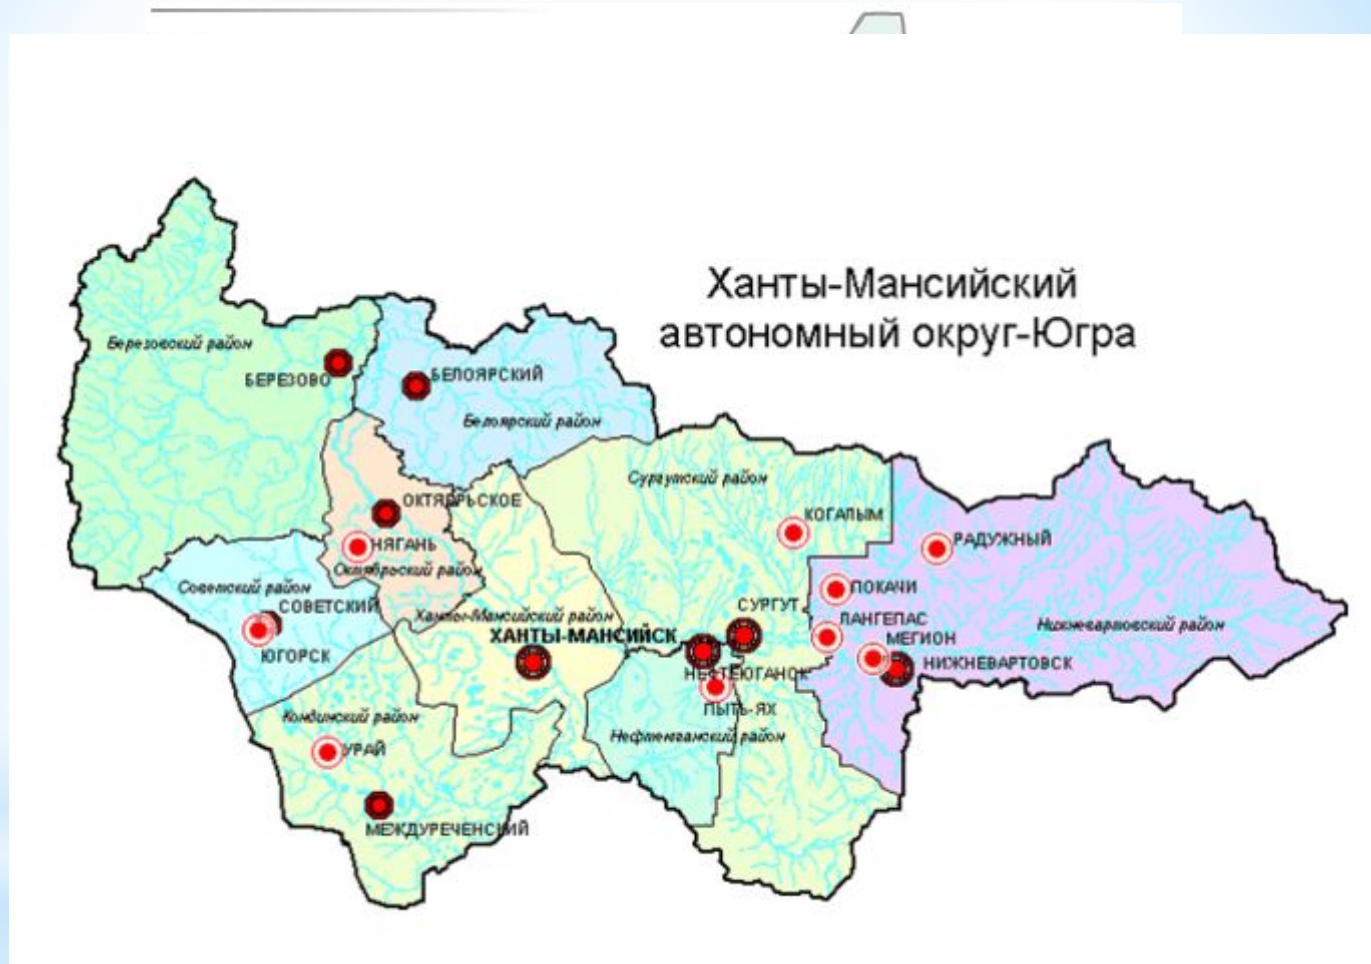 Ханты-Мансийский
автономный округ-Югра
Березовский район
БЕРЕЗОВО
БЕЛОЯРСКИЙ
Белоярский район
Сургутский район
ОКТЯБРЬСКОЕ
КОГАЛЫМ
НЯГАНЬ
РАДУЖНЫЙ
Октябрьский район
Советский район
ПОКАЧИ
СОВЕТСКИЙ
СУРГУТ
Ханты-Мансийский район
ЛАНГЕПАС
Нижневартовский район
ХАНТЫ-МАНСИЙСК
МЕГИОН
ЮГОРСК
НИЖНЕВАРТОВСК
НЕФТЕЮГАНСК
ПЫТЬ-ЯХ
Кондинский район
Нефтеюганский район
УРАЙ
МЕЖДУРЕЧЕНСКИЙ